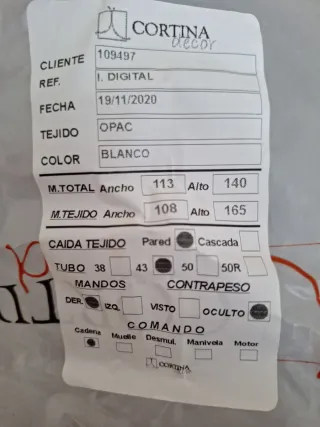 CORTINA
decor
CLIENTE 109497
REF. I. DIGITAL
FECHA 19/11/2020
TEJIDO OPAC
COLOR BLANCO
M.TOTAL Ancho 113 Alto 140
M.TEJIDO Ancho 108 Alto 165
CAIDA TEJIDO Pared Cascada
TUBO 38 43 50 50R
MANDOS CONTRAPESO
DER. IZQ. VISTO OCULTO
COMANDO
Cadena Muelle Desmul. Manivela Motor
CORTINA